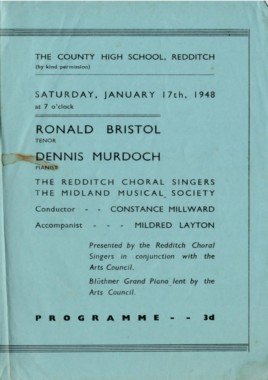 THE COUNTY HIGH SCHOOL, REDDITCH
(by kind permission)
SATURDAY, JANUARY 17th, 1948
at 7 o'clock
RONALD BRISTOL
TENOR
DENNIS MURDOCH
PIANIST
THE REDDITCH CHORAL SINGERS
THE MIDLAND MUSICAL SOCIETY
Conductor - - CONSTANCE MILLWARD
Accompanist - - - MILDRED LAYTON
Presented by the Redditch Choral
Singers in conjunction with the
Arts Council.
Blüthner Grand Piano lent by the
Arts Council.
PROGRAMME - - 3d